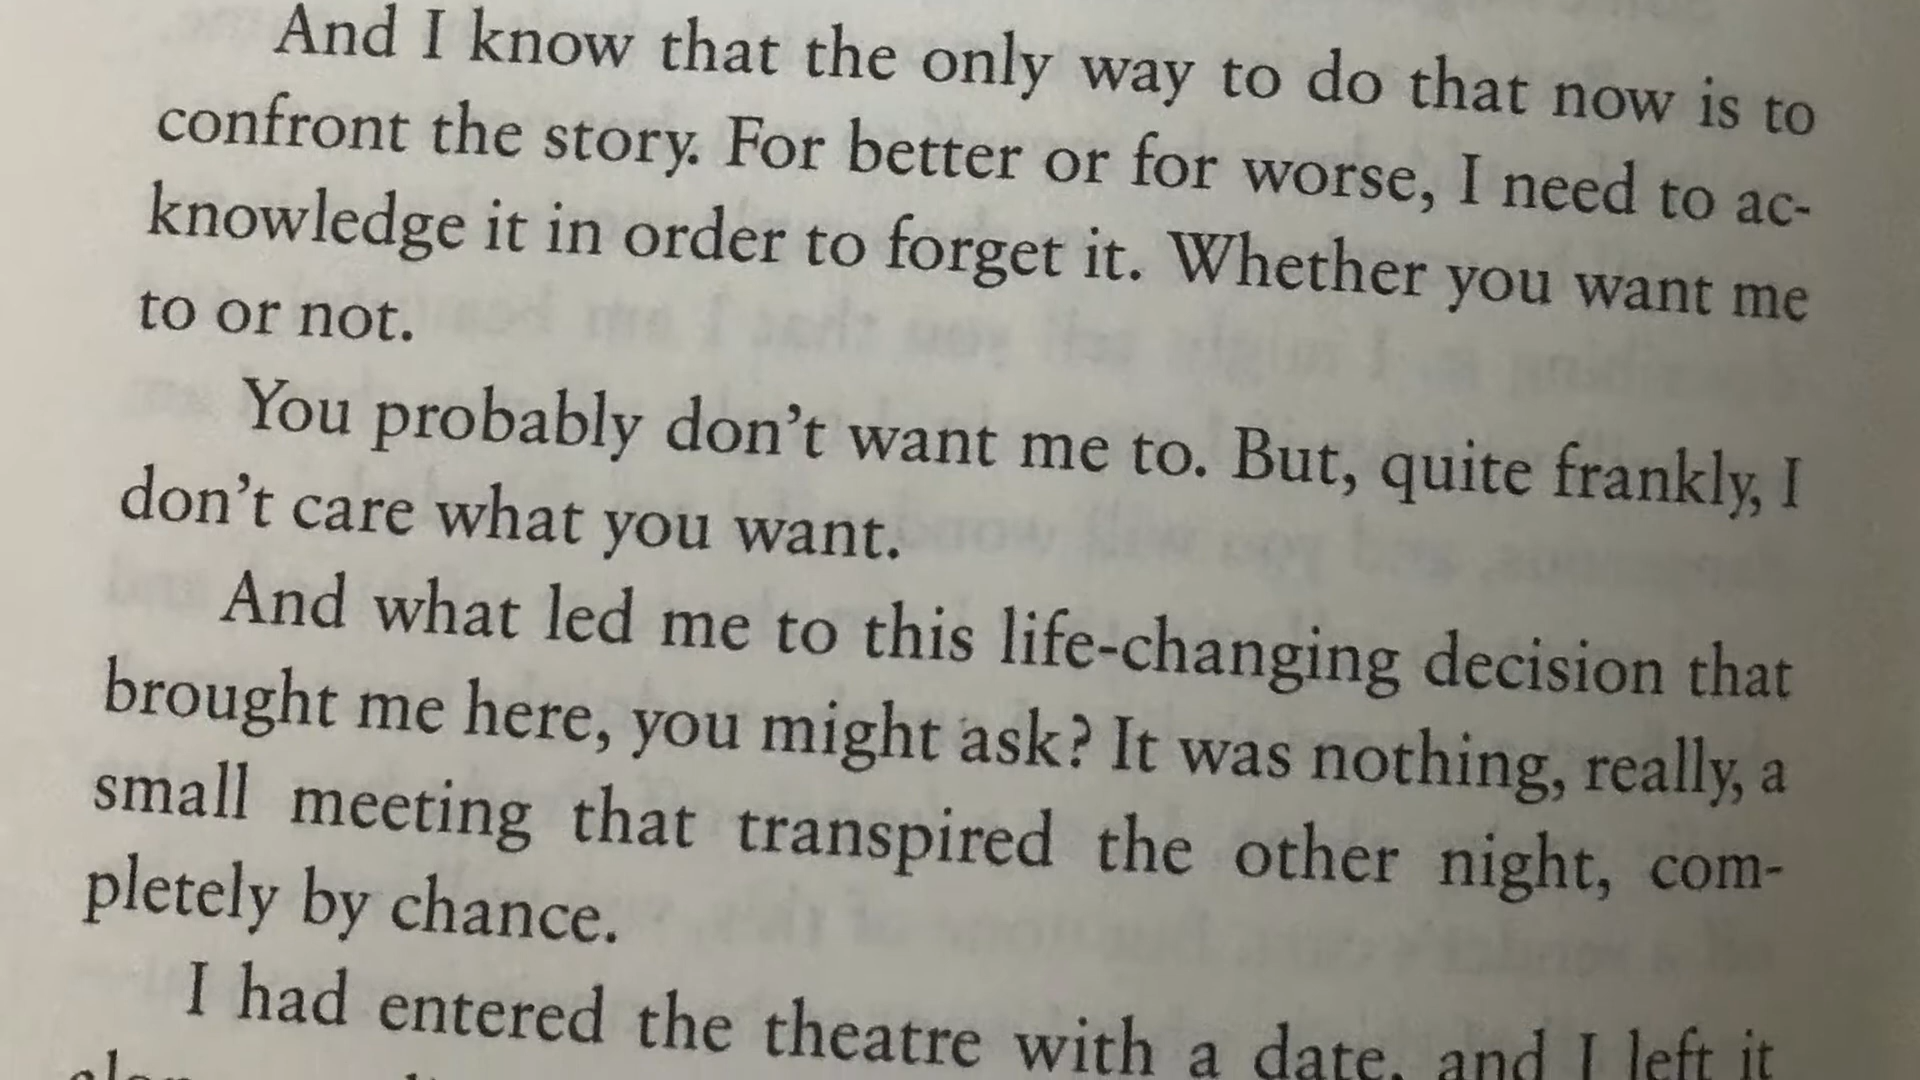 And I know that the only way to do that now is to
confront the story. For better or for worse, I need to ac-
knowledge it in order to forget it. Whether you want me
to or not.
You probably don't want me to. But, quite frankly, I
don't care what you want.
And what led me to this life-changing decision that
brought me here, you might ask? It was nothing, really, a
small meeting that transpired the other night, com-
pletely by chance.
I had entered the theatre with a date, and I left it